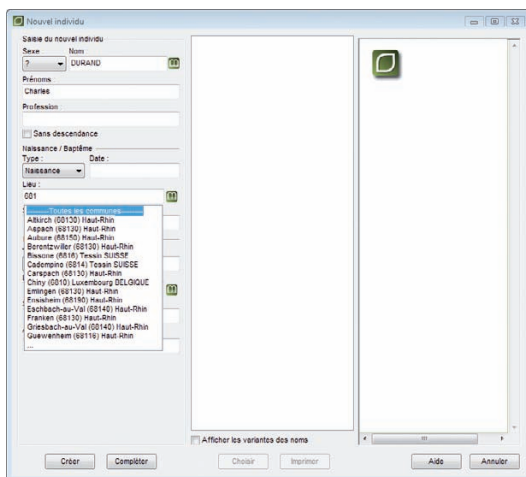 Nouvel individu
Saisie du nouvel individu
Sexe Nom
? DURAND
Prénoms
Charles
Profession
Sans descendance
Naissance / Baptême
Type : Date :
Naissance
Lieu :
681
Toutes les communes
Altkirch (68130) Haut-Rhin
Aspach (68130) Haut-Rhin
Aubure (68150) Haut-Rhin
Berentzwiller (68130) Haut-Rhin
Bissone (6816) Tessin SUISSE
Cadempino (6814) Tessin SUISSE
Carspach (68130) Haut-Rhin
Chiny (6810) Luxembourg BELGIQUE
Emlingen (68130) Haut-Rhin
Ensisheim (68190) Haut-Rhin
Eschbach-au-Val (68140) Haut-Rhin
Franken (68130) Haut-Rhin
Griesbach-au-Val (68140) Haut-Rhin
Guewenheim (68116) Haut-Rhin
...
Afficher les variantes des noms
Créer Compléter Choisir Imprimer Aide Annuler